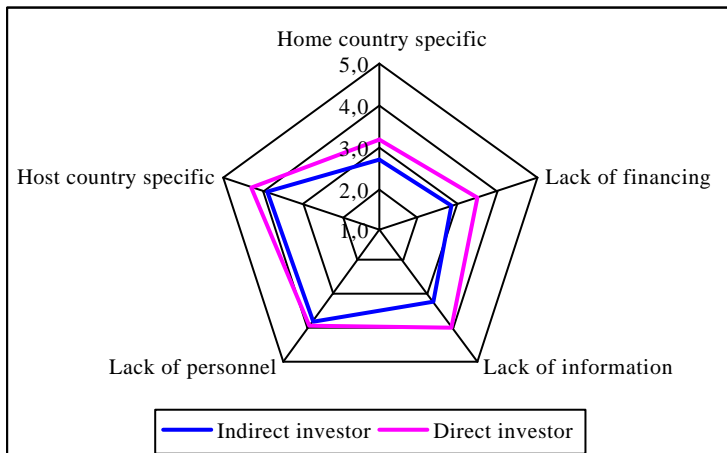 Home country specific
5,0
4,0
3,0
2,0
1,0
Host country specific
Lack of financing
Lack of personnel
Lack of information
Indirect investor
Direct investor